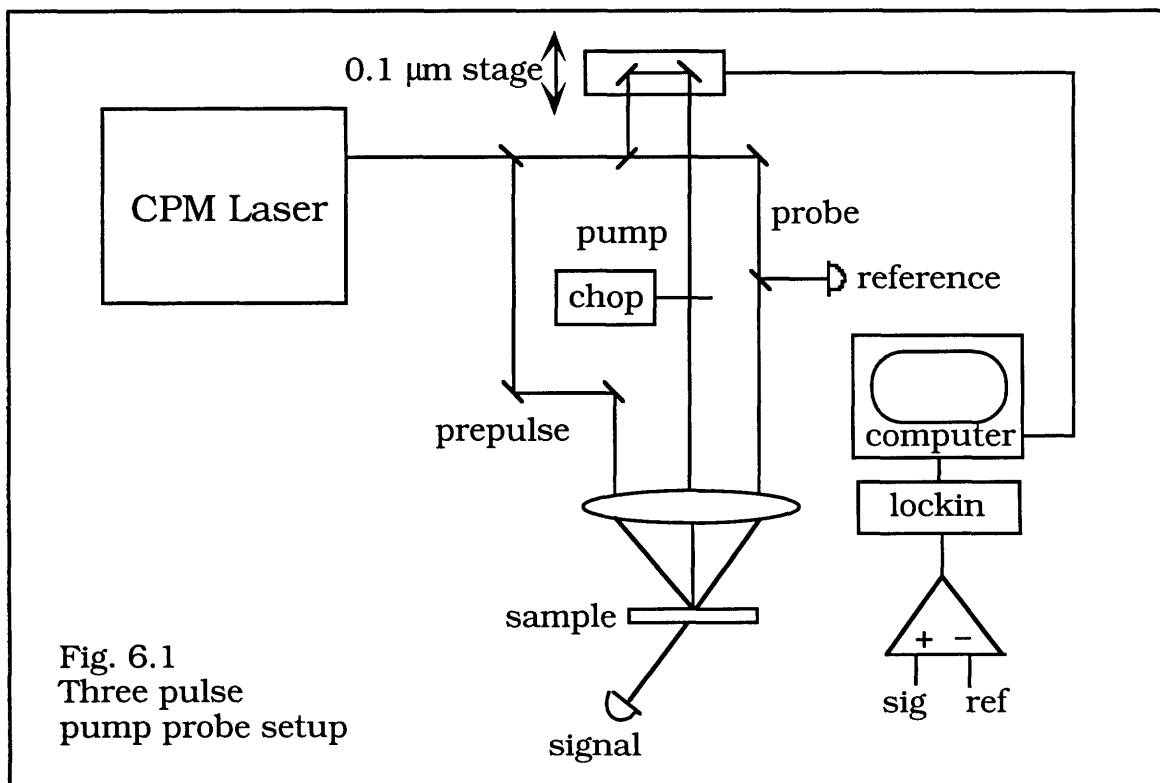 0.1 μm stage
CPM Laser
probe
pump
chop
reference
computer
prepulse
lockin
sample
+ −
Fig. 6.1
Three pulse
pump probe setup
sig ref
signal